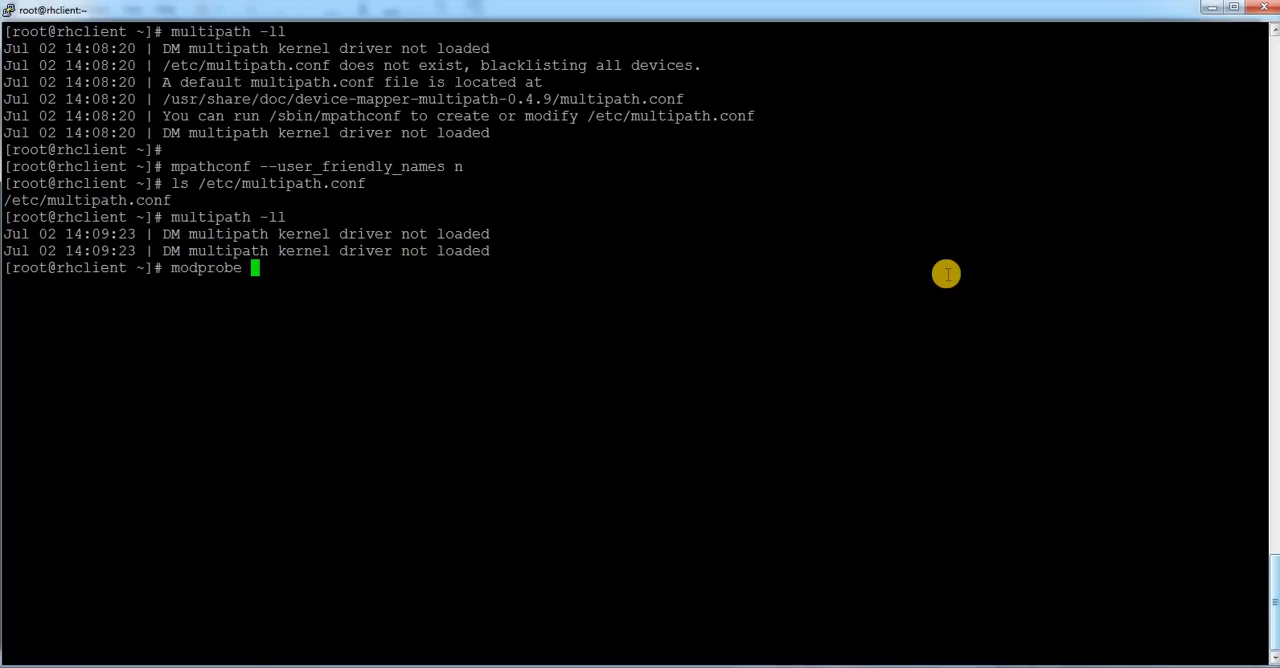 root@rhclient:~
[root@rhclient ~]# multipath -ll
Jul 02 14:08:20 | DM multipath kernel driver not loaded
Jul 02 14:08:20 | /etc/multipath.conf does not exist, blacklisting all devices.
Jul 02 14:08:20 | A default multipath.conf file is located at
Jul 02 14:08:20 | /usr/share/doc/device-mapper-multipath-0.4.9/multipath.conf
Jul 02 14:08:20 | You can run /sbin/mpathconf to create or modify /etc/multipath.conf
Jul 02 14:08:20 | DM multipath kernel driver not loaded
[root@rhclient ~]#
[root@rhclient ~]# mpathconf --user_friendly_names n
[root@rhclient ~]# ls /etc/multipath.conf
/etc/multipath.conf
[root@rhclient ~]# multipath -ll
Jul 02 14:09:23 | DM multipath kernel driver not loaded
Jul 02 14:09:23 | DM multipath kernel driver not loaded
[root@rhclient ~]# modprobe